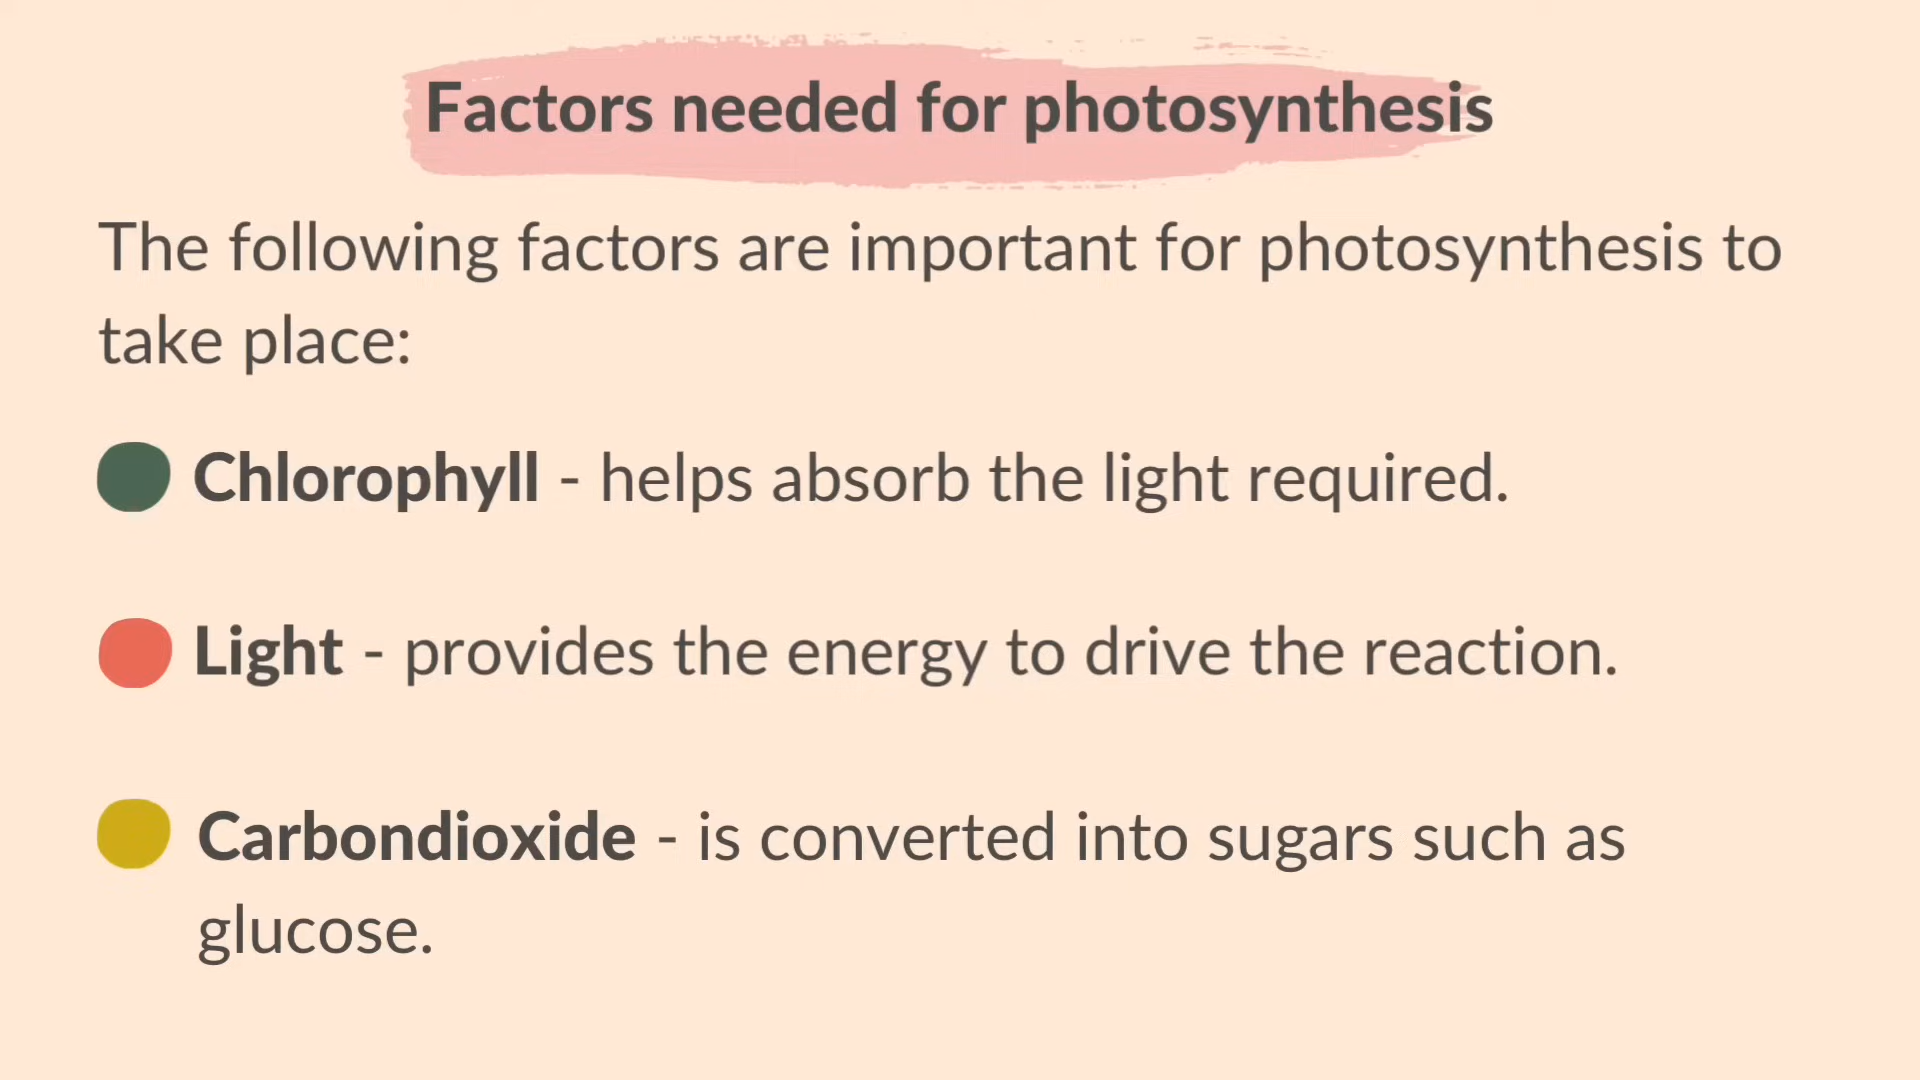 Factors needed for photosynthesis
The following factors are important for photosynthesis to
take place:
Chlorophyll - helps absorb the light required.
Light - provides the energy to drive the reaction.
Carbondioxide - is converted into sugars such as
glucose.